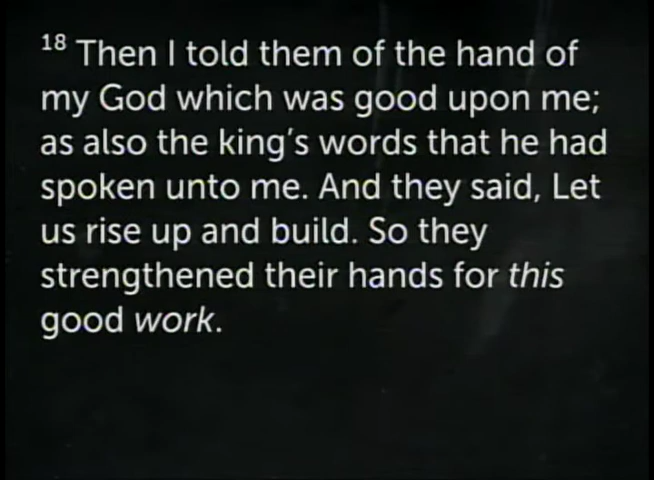 18 Then I told them of the hand of
my God which was good upon me;
as also the king's words that he had
spoken unto me. And they said, Let
us rise up and build. So they
strengthened their hands for this
good work.